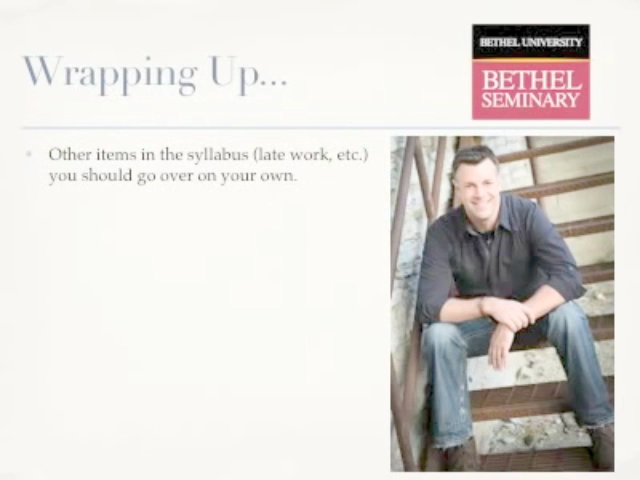 Wrapping Up...
BETHEL UNIVERSITY
BETHEL
SEMINARY
Other items in the syllabus (late work, etc.)
you should go over on your own.